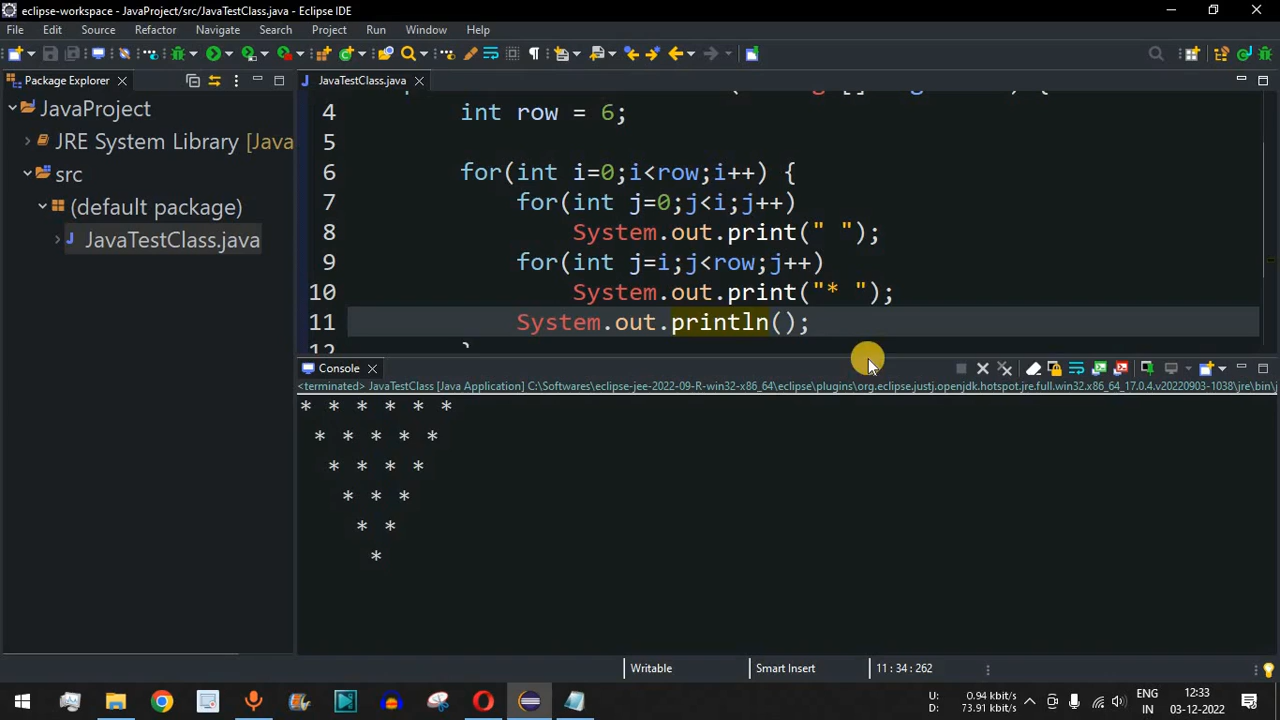 eclipse-workspace - JavaProject/src/JavaTestClass.java - Eclipse IDE
File Edit Source Refactor Navigate Search Project Run Window Help
Package Explorer
JavaTestClass.java
JavaProject
JRE System Library [Java
src
(default package)
JavaTestClass.java
4 int row = 6;
5
6 for(int i=0;i<row;i++) {
7 for(int j=0;j<i;j++)
8 System.out.print(" ");
9 for(int j=i;j<row;j++)
10 System.out.print("* ");
11 System.out.println();
12
Console
<terminated> JavaTestClass [Java Application] C:\Softwares\eclipse-jee-2022-09-R-win32-x86_64\eclipse\plugins\org.eclipse.justj.openjdk.hotspot.jre.full.win32.x86_64_17.0.4.v20220903-1038\jre\bin\j
* * * * * *
* * * * *
* * * *
* * *
* *
*
Writable Smart Insert 11 : 34 : 262
U: 0.94 kbit/s
D: 73.91 kbit/s
ENG
IN
12:33
03-12-2022